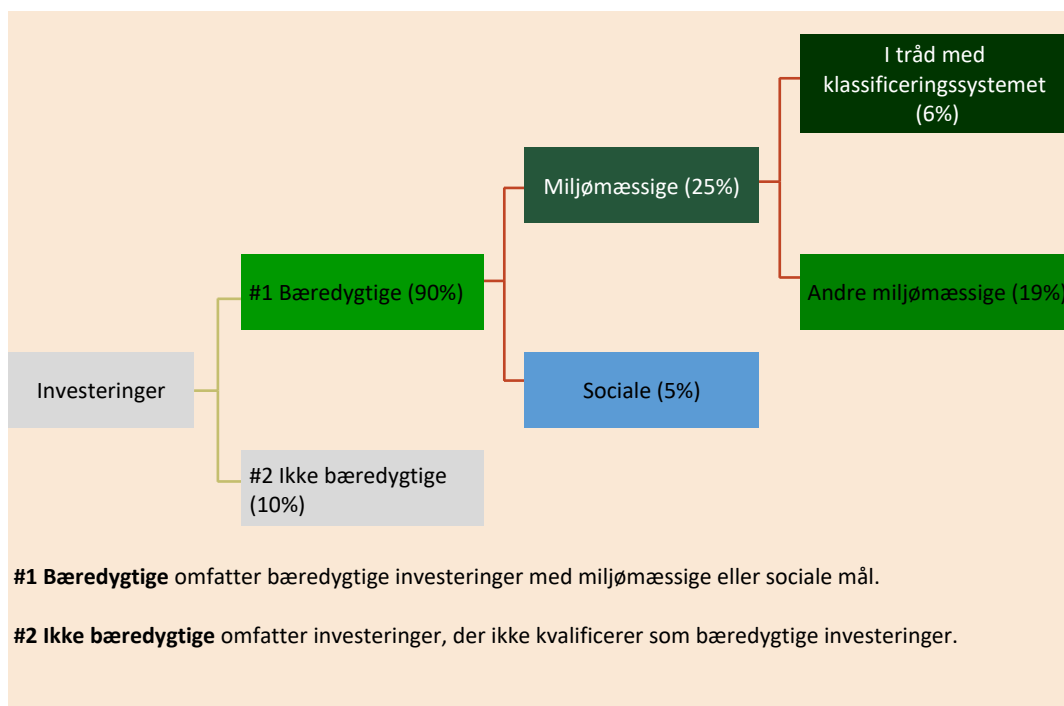 I tråd med
klassificeringssystemet
(6%)
Miljømæssige (25%)
#1 Bæredygtige (90%)
Andre miljømæssige (19%)
Investeringer
Sociale (5%)
#2 Ikke bæredygtige
(10%)
#1 Bæredygtige omfatter bæredygtige investeringer med miljømæssige eller sociale mål.
#2 Ikke bæredygtige omfatter investeringer, der ikke kvalificerer som bæredygtige investeringer.